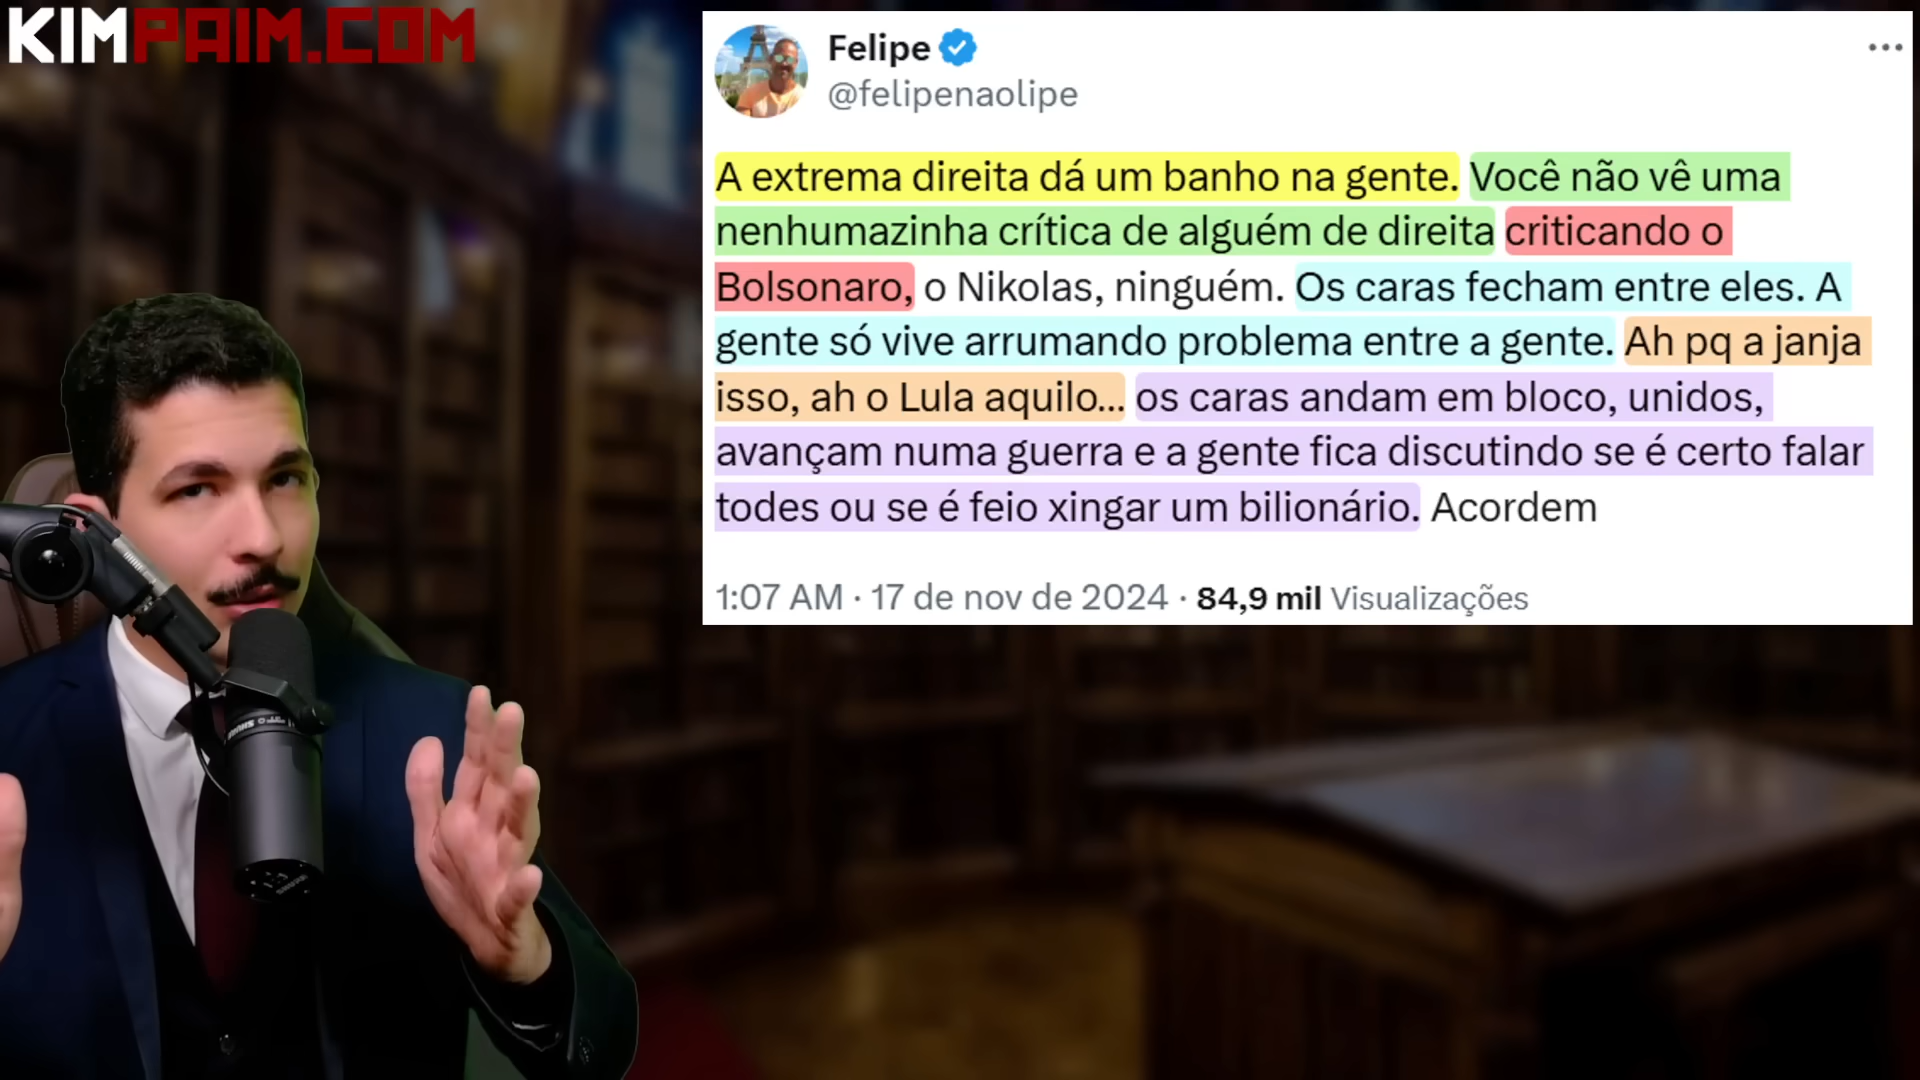 KIMPAIM.COM
Felipe
@felipenaolipe
A extrema direita dá um banho na gente. Você não vê uma
nenhumazinha crítica de alguém de direita criticando o
Bolsonaro, o Nikolas, ninguém. Os caras fecham entre eles. A
gente só vive arrumando problema entre a gente. Ah pq a janja
isso, ah o Lula aquilo... os caras andam em bloco, unidos,
avançam numa guerra e a gente fica discutindo se é certo falar
todes ou se é feio xingar um bilionário. Acordem
1:07 AM · 17 de nov de 2024 · 84,9 mil Visualizações